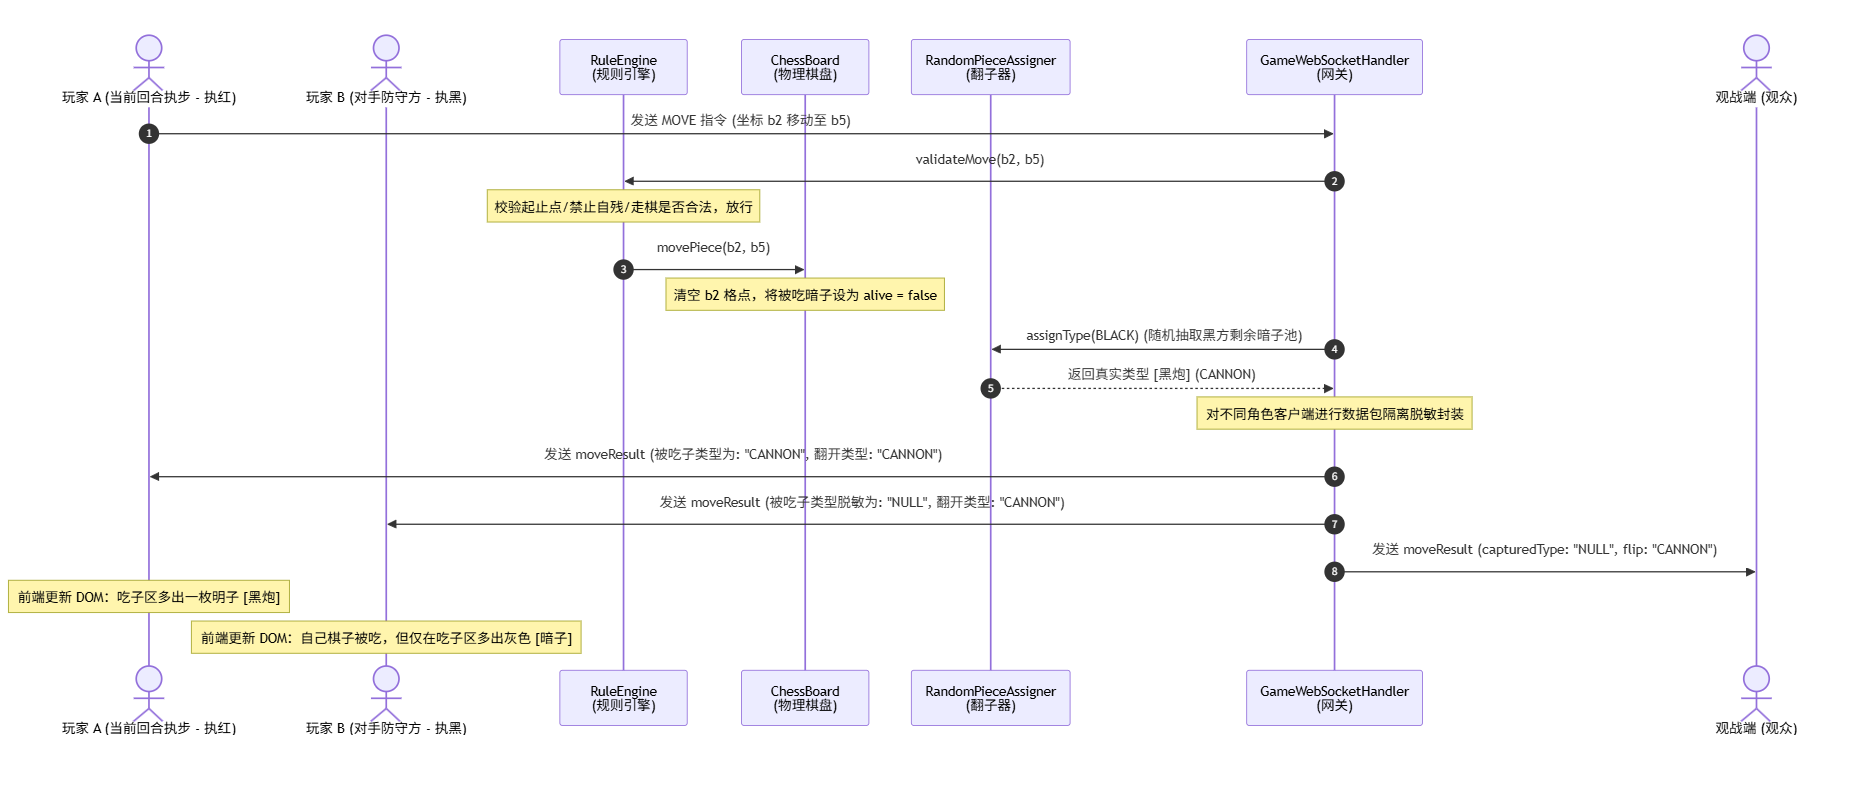 玩家 A (当前回合执步 - 执红)
玩家 B (对手防守方 - 执黑)
RuleEngine
(规则引擎)
ChessBoard
(物理棋盘)
RandomPieceAssigner
(翻子器)
GameWebSocketHandler
(网关)
观战端 (观众)
1
发送 MOVE 指令 (坐标 b2 移动至 b5)
validateMove(b2, b5)
2
校验起止点/禁止自残/走棋是否合法，放行
movePiece(b2, b5)
3
清空 b2 格点，将被吃暗子设为 alive = false
assignType(BLACK) (随机抽取黑方剩余暗子池)
4
返回真实类型 [黑炮] (CANNON)
5
对不同角色客户端进行数据包隔离脱敏封装
发送 moveResult (被吃子类型为: "CANNON", 翻开类型: "CANNON")
6
发送 moveResult (被吃子类型脱敏为: "NULL", 翻开类型: "CANNON")
7
发送 moveResult (capturedType: "NULL", flip: "CANNON")
8
前端更新 DOM：吃子区多出一枚明子 [黑炮]
前端更新 DOM：自己棋子被吃，但仅在吃子区多出灰色 [暗子]
玩家 A (当前回合执步 - 执红)
玩家 B (对手防守方 - 执黑)
RuleEngine
(规则引擎)
ChessBoard
(物理棋盘)
RandomPieceAssigner
(翻子器)
GameWebSocketHandler
(网关)
观战端 (观众)